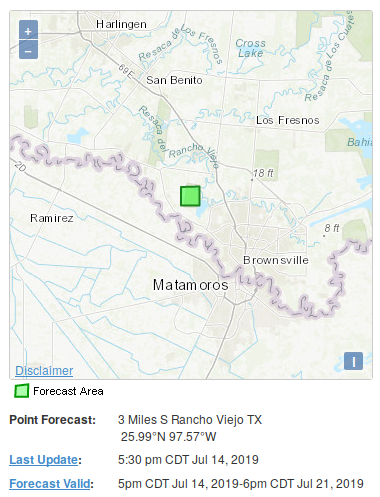 Harlingen
+
−
Resaca de Los Fresnos
Cross
Lake
Resaca de Los Cuates
69E
San Benito
Resaca del Rancho Viejo
Los Fresnos
Bahi
20
18 ft
Ramirez
8 ft
Brownsville
Matamoros
Disclaimer
i
Forecast Area
Point Forecast: 3 Miles S Rancho Viejo TX
25.99°N 97.57°W
Last Update: 5:30 pm CDT Jul 14, 2019
Forecast Valid: 5pm CDT Jul 14, 2019-6pm CDT Jul 21, 2019